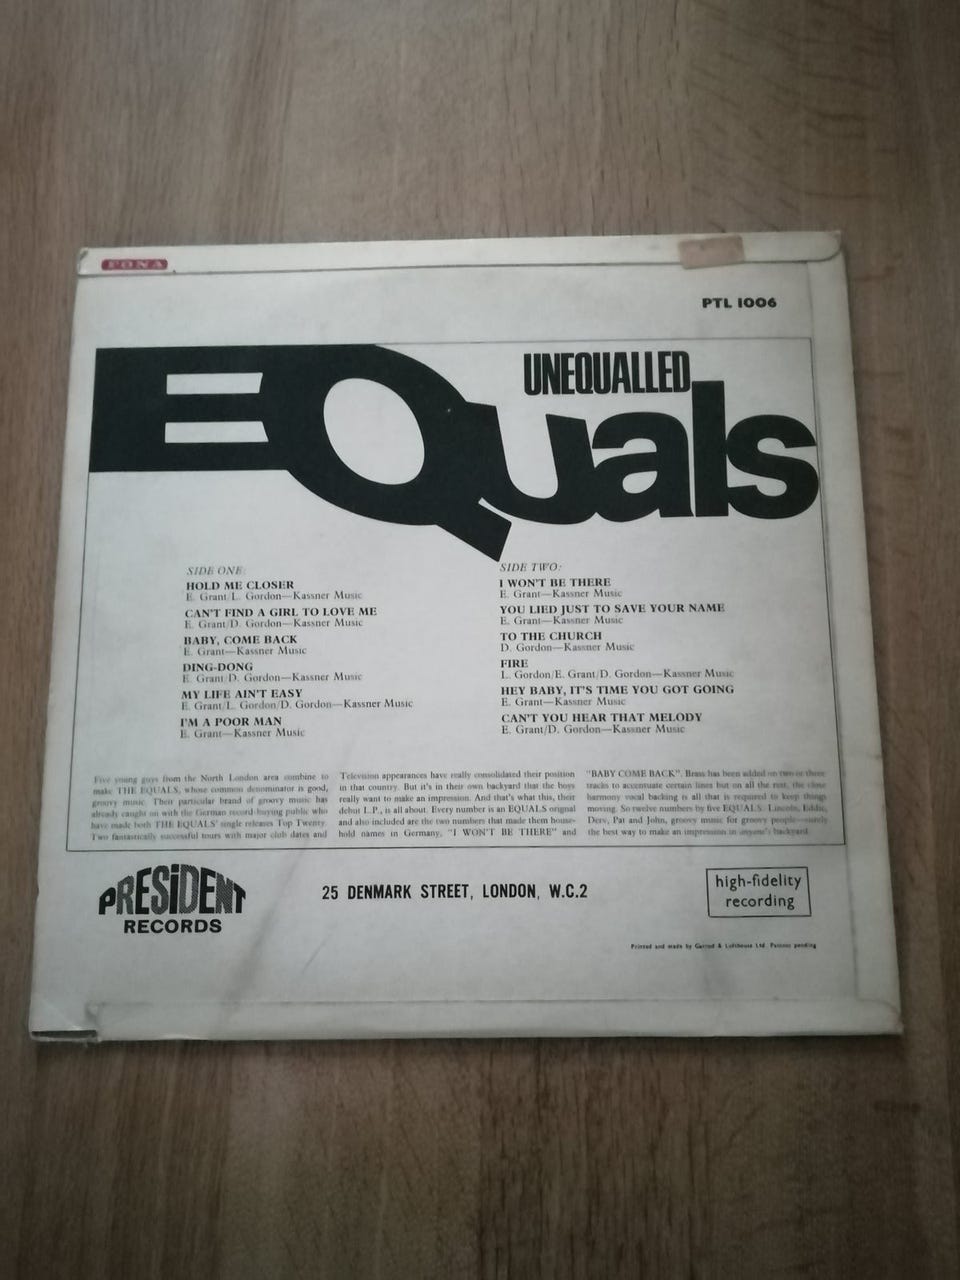 FONA
PTL 1006
UNEQUALLED
EQuals
SIDE ONE:
HOLD ME CLOSER
E. Grant/L. Gordon—Kassner Music
CAN'T FIND A GIRL TO LOVE ME
E. Grant/D. Gordon—Kassner Music
BABY, COME BACK
E. Grant—Kassner Music
DING-DONG
E. Grant/D. Gordon—Kassner Music
MY LIFE AIN'T EASY
E. Grant/L. Gordon/D. Gordon—Kassner Music
I'M A POOR MAN
E. Grant—Kassner Music
SIDE TWO:
I WON'T BE THERE
E. Grant—Kassner Music
YOU LIED JUST TO SAVE YOUR NAME
E. Grant—Kassner Music
TO THE CHURCH
D. Gordon—Kassner Music
FIRE
L. Gordon/E. Grant/D. Gordon—Kassner Music
HEY BABY, IT'S TIME YOU GOT GOING
E. Grant—Kassner Music
CAN'T YOU HEAR THAT MELODY
E. Grant/D. Gordon—Kassner Music
Five young guys from the North London area combine to
make THE EQUALS, whose common denominator is good,
groovy music. Their particular brand of groovy music has
already caught on with the German record-buying public who
have made both THE EQUALS' single releases Top Twenty.
Two fantastically successful tours with major club dates and
Television appearances have really consolidated their position
in that country. But it's in their own backyard that the boys
really want to make an impression. And that's what this, their
debut L.P., is all about. Every number is an EQUALS original
and also included are the two numbers that made them house-
hold names in Germany, "I WON'T BE THERE" and
"BABY COME BACK". Brass has been added on two or three
tracks to accentuate certain lines but on all the rest, the close
harmony vocal backing is all that is required to keep things
moving. So twelve numbers by five EQUALS. Lincoln, Eddie,
Derv, Pat and John, groovy music for groovy people—surely
the best way to make an impression in anyone's backyard.
PRESiDENT
RECORDS
25 DENMARK STREET, LONDON, W.C.2
high-fidelity
recording
Printed and made by Garrod & Lofthouse Ltd. Patents pending